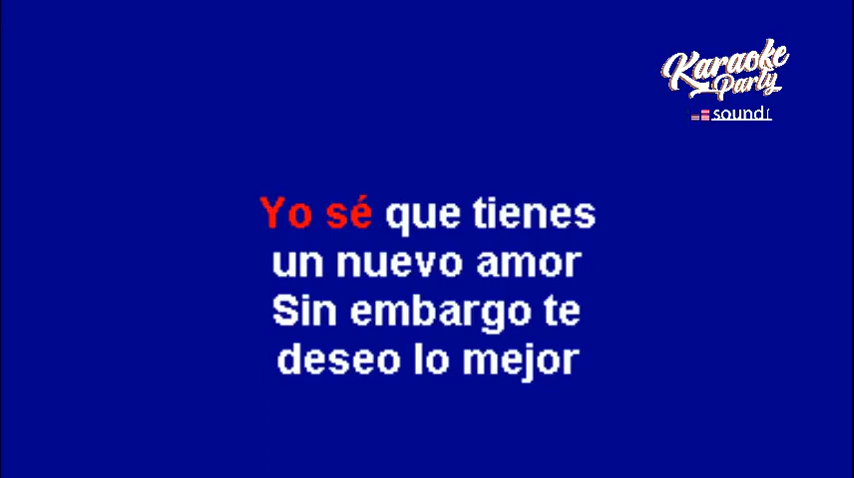 Karaoke
Party
sound
Yo sé que tienes
un nuevo amor
Sin embargo te
deseo lo mejor